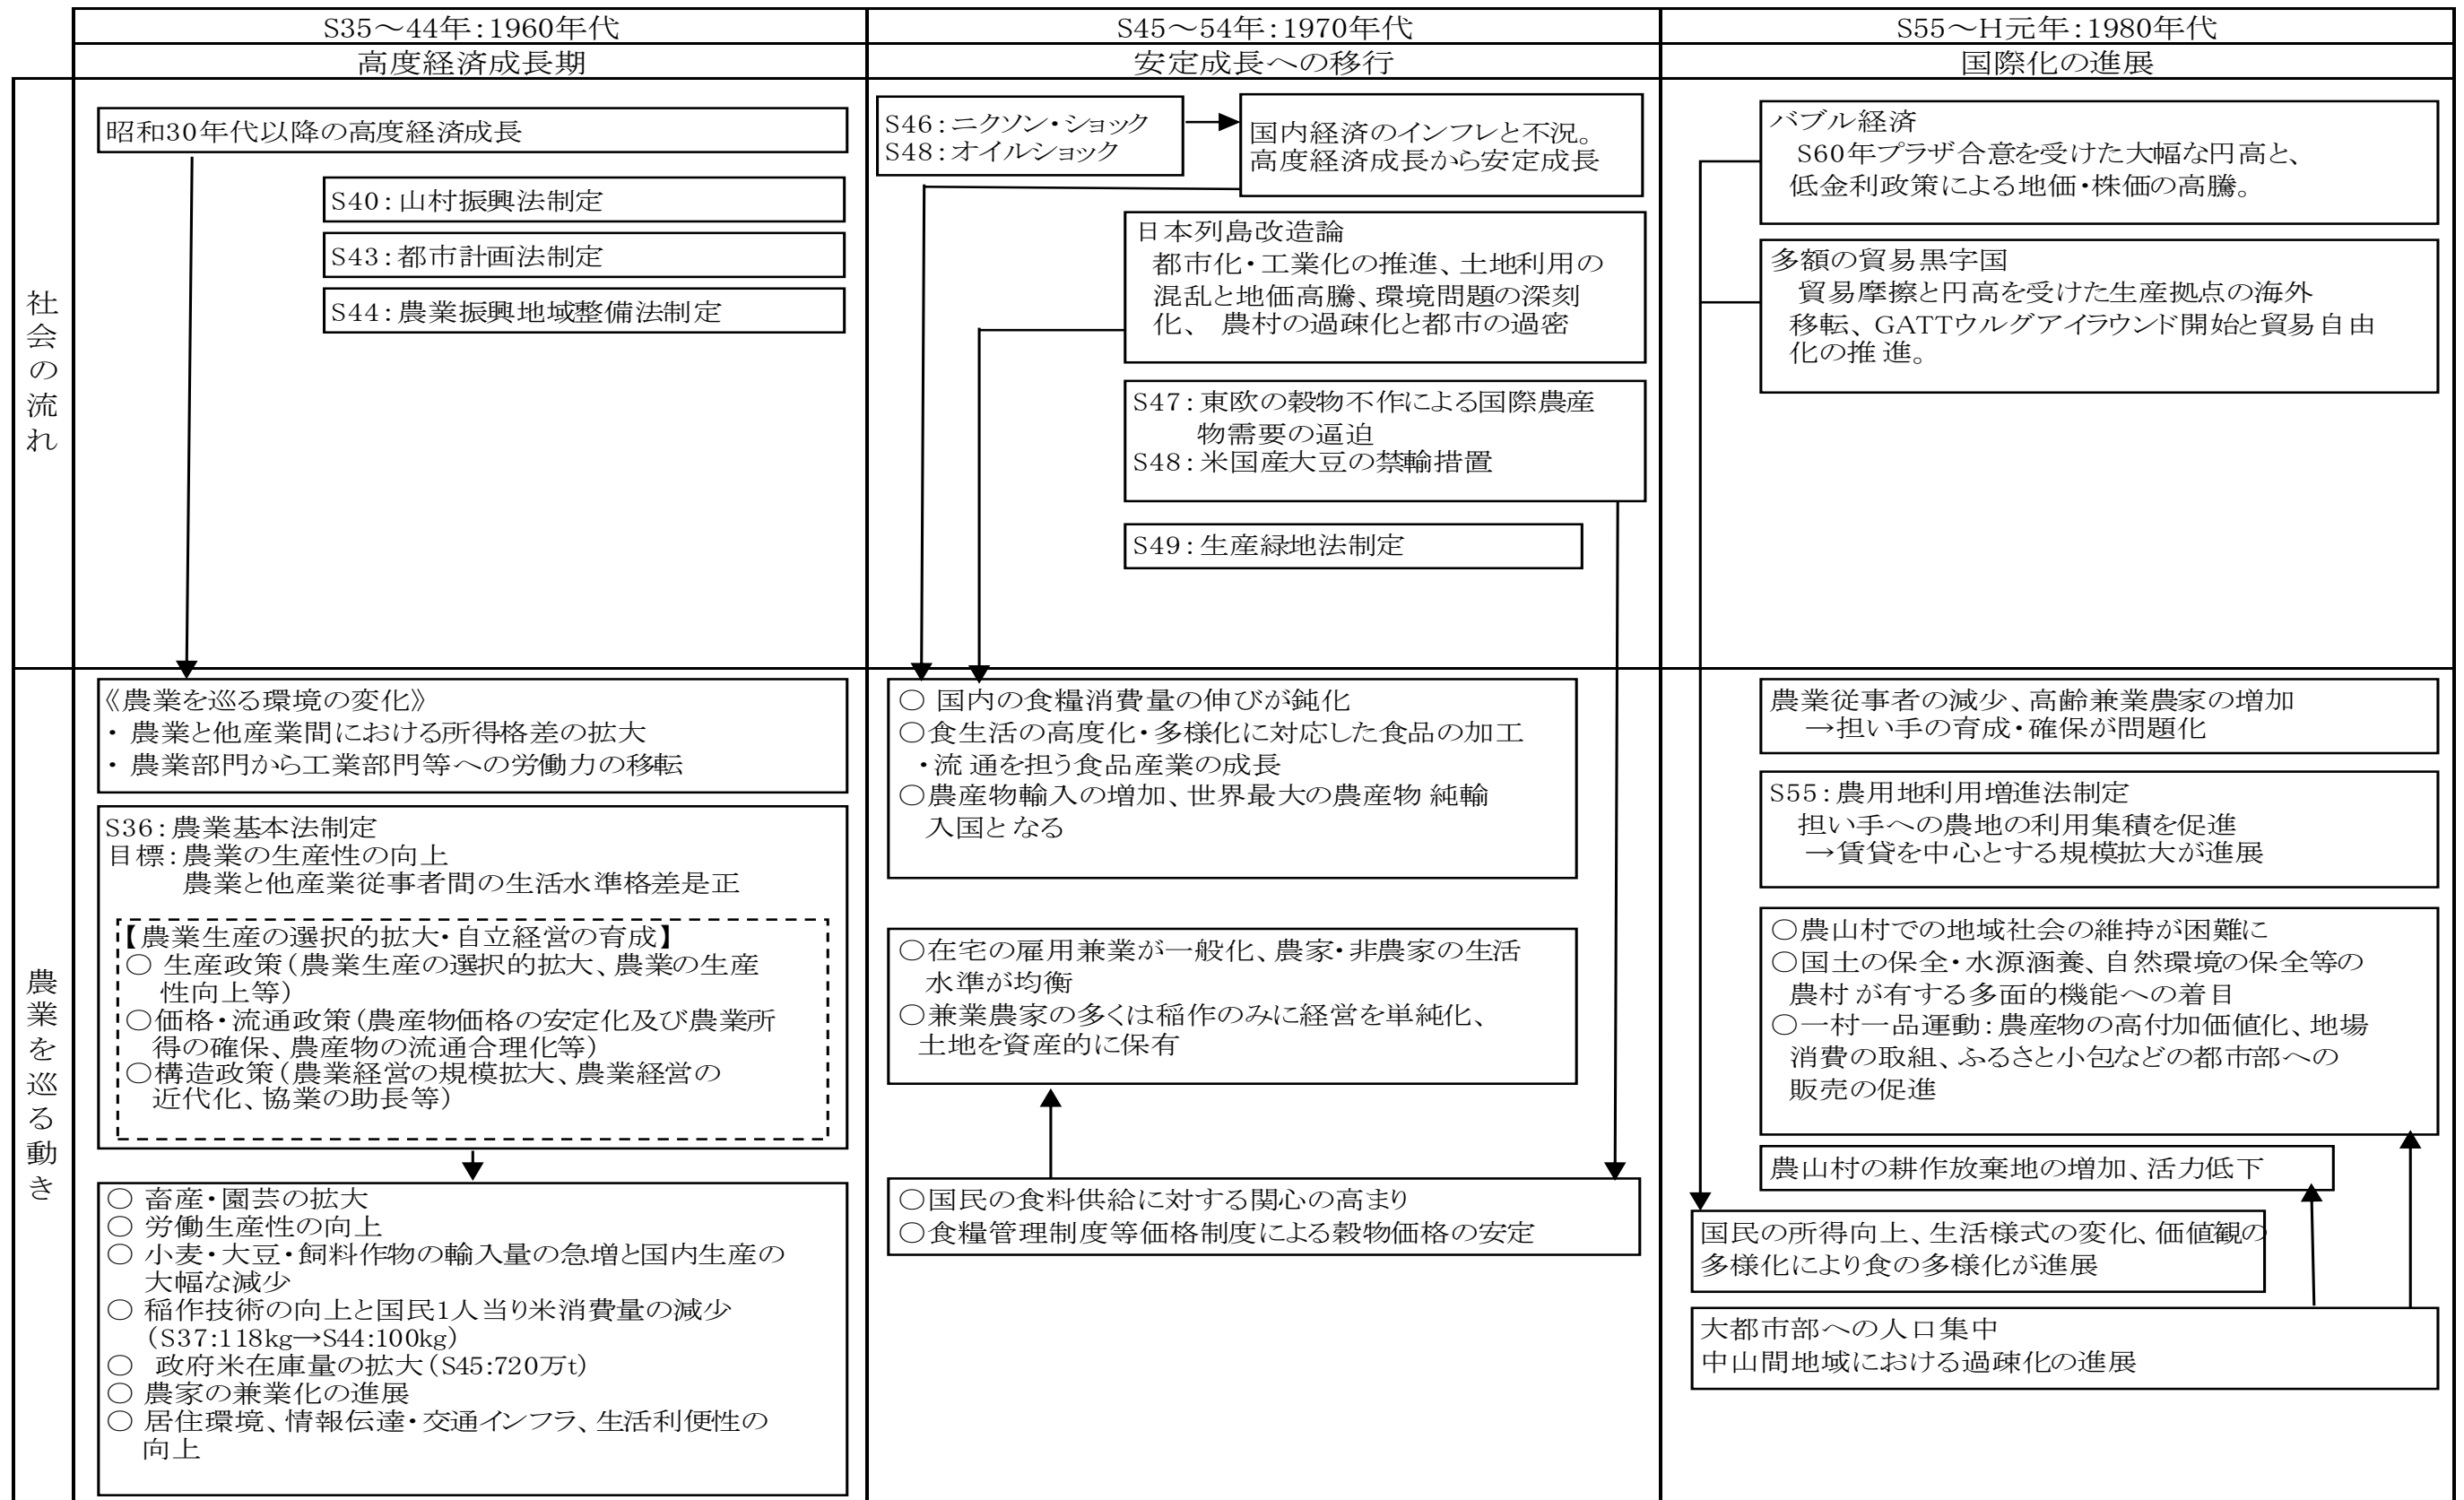 S35～44年：1960年代
高度経済成長期
S45～54年：1970年代
安定成長への移行
S55～H元年：1980年代
国際化の進展
社会の流れ
昭和30年代以降の高度経済成長
S40：山村振興法制定
S43：都市計画法制定
S44：農業振興地域整備法制定
S46：ニクソン・ショック
S48：オイルショック
国内経済のインフレと不況。
高度経済成長から安定成長
日本列島改造論
都市化・工業化の推進、土地利用の
混乱と地価高騰、環境問題の深刻
化、 農村の過疎化と都市の過密
S47：東欧の穀物不作による国際農産
物需要の逼迫
S48：米国産大豆の禁輸措置
S49：生産緑地法制定
バブル経済
S60年プラザ合意を受けた大幅な円高と、
低金利政策による地価・株価の高騰。
多額の貿易黒字国
貿易摩擦と円高を受けた生産拠点の海外
移転、GATTウルグアイラウンド開始と貿易自由
化の推進。
農業を巡る動き
《農業を巡る環境の変化》
・ 農業と他産業間における所得格差の拡大
・ 農業部門から工業部門等への労働力の移転
S36：農業基本法制定
目標：農業の生産性の向上
農業と他産業従事者間の生活水準格差是正
【農業生産の選択的拡大・自立経営の育成】
○ 生産政策（農業生産の選択的拡大、農業の生産
性向上等）
○価格・流通政策（農産物価格の安定化及び農業所
得の確保、農産物の流通合理化等）
○構造政策（農業経営の規模拡大、農業経営の
近代化、協業の助長等）
○ 畜産・園芸の拡大
○ 労働生産性の向上
○ 小麦・大豆・飼料作物の輸入量の急増と国内生産の
大幅な減少
○ 稲作技術の向上と国民1人当り米消費量の減少
（S37:118kg→S44:100kg）
○ 政府米在庫量の拡大（S45:720万t）
○ 農家の兼業化の進展
○ 居住環境、情報伝達・交通インフラ、生活利便性の
向上
○ 国内の食糧消費量の伸びが鈍化
○食生活の高度化・多様化に対応した食品の加工
・流通を担う食品産業の成長
○農産物輸入の増加、世界最大の農産物 純輸
入国となる
○在宅の雇用兼業が一般化、農家・非農家の生活
水準が均衡
○兼業農家の多くは稲作のみに経営を単純化、
土地を資産的に保有
○国民の食料供給に対する関心の高まり
○食糧管理制度等価格制度による穀物価格の安定
農業従事者の減少、高齢兼業農家の増加
→担い手の育成・確保が問題化
S55：農用地利用増進法制定
担い手への農地の利用集積を促進
→賃貸を中心とする規模拡大が進展
○農山村での地域社会の維持が困難に
○国土の保全・水源涵養、自然環境の保全等の
農村が有する多面的機能への着目
○一村一品運動：農産物の高付加価値化、地場
消費の取組、ふるさと小包などの都市部への
販売の促進
農山村の耕作放棄地の増加、活力低下
国民の所得向上、生活様式の変化、価値観の
多様化により食の多様化が進展
大都市部への人口集中
中山間地域における過疎化の進展